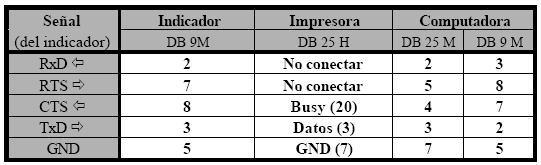 Señal Indicador Impresora Computadora
(del indicador) DB 9M DB 25 H DB 25 M DB 9 M
RxD ⇦ 2 No conectar 2 3
RTS ⇨ 7 No conectar 5 8
CTS ⇦ 8 Busy (20) 4 7
TxD ⇨ 3 Datos (3) 3 2
GND 5 GND (7) 7 5